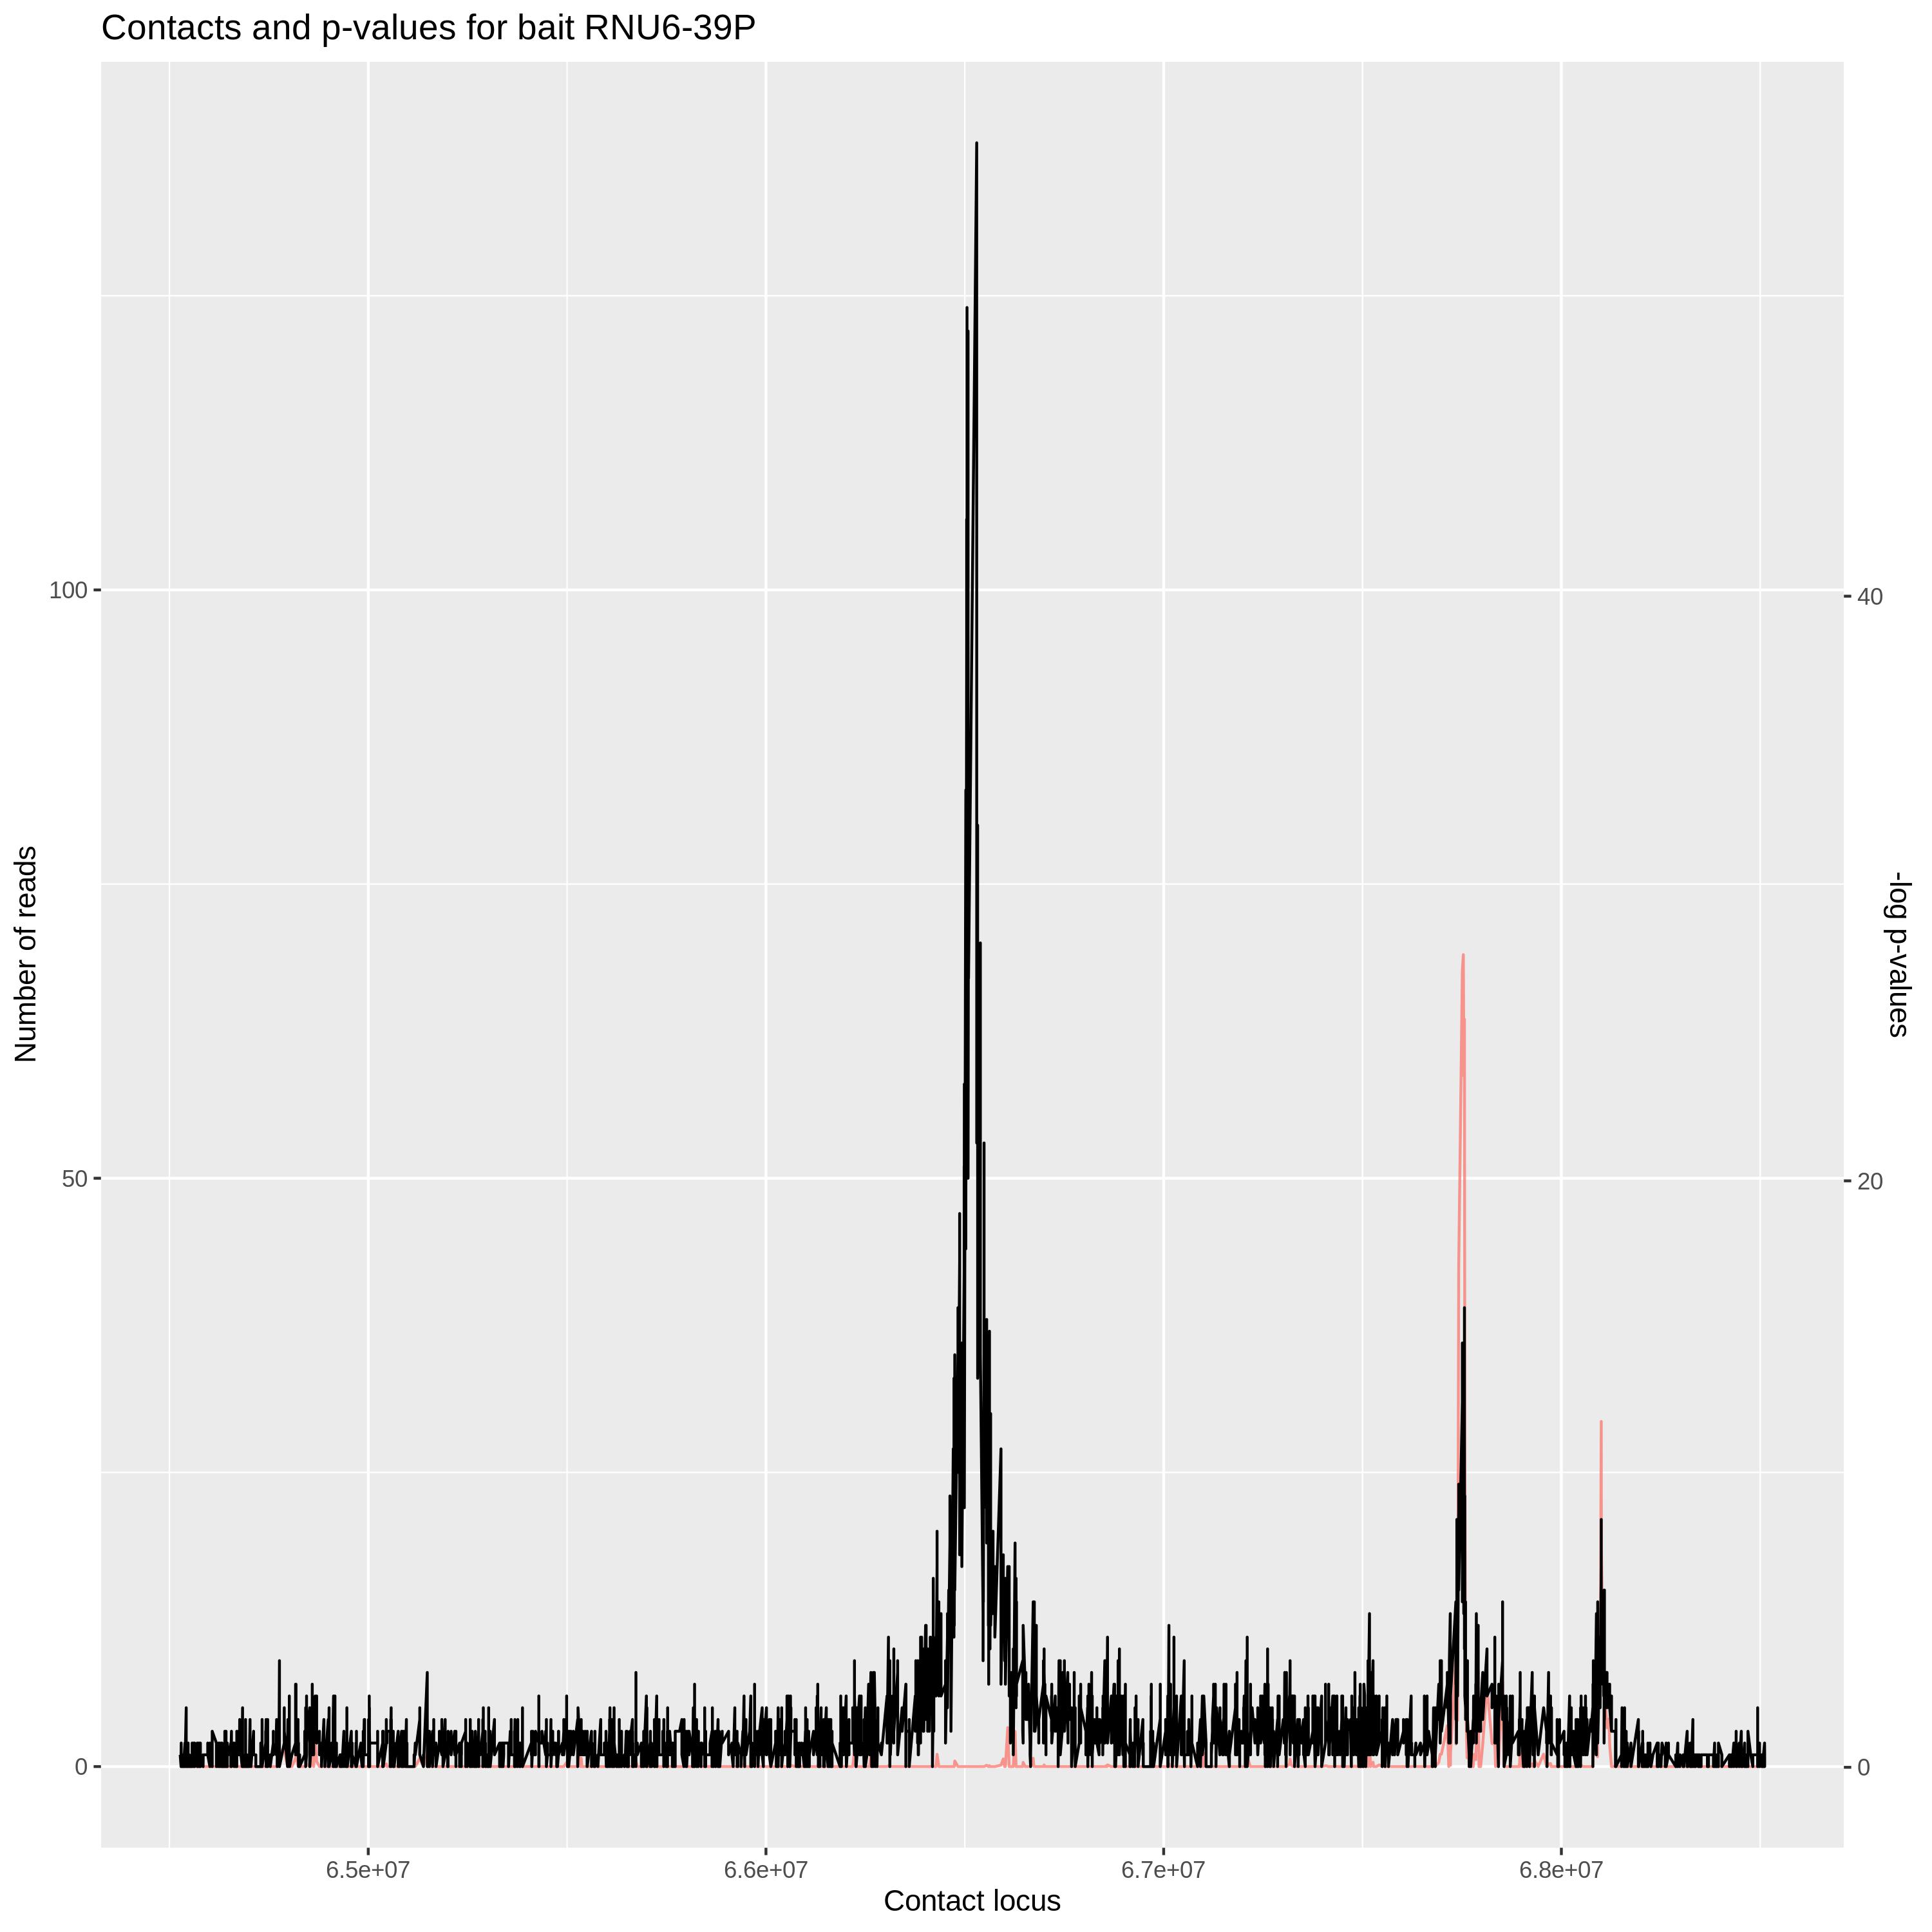 Contacts and p-values for bait RNU6-39P
Number of reads
100
50
0
40
20
0
-log p-values
6.5e+07
6.6e+07
6.7e+07
6.8e+07
Contact locus